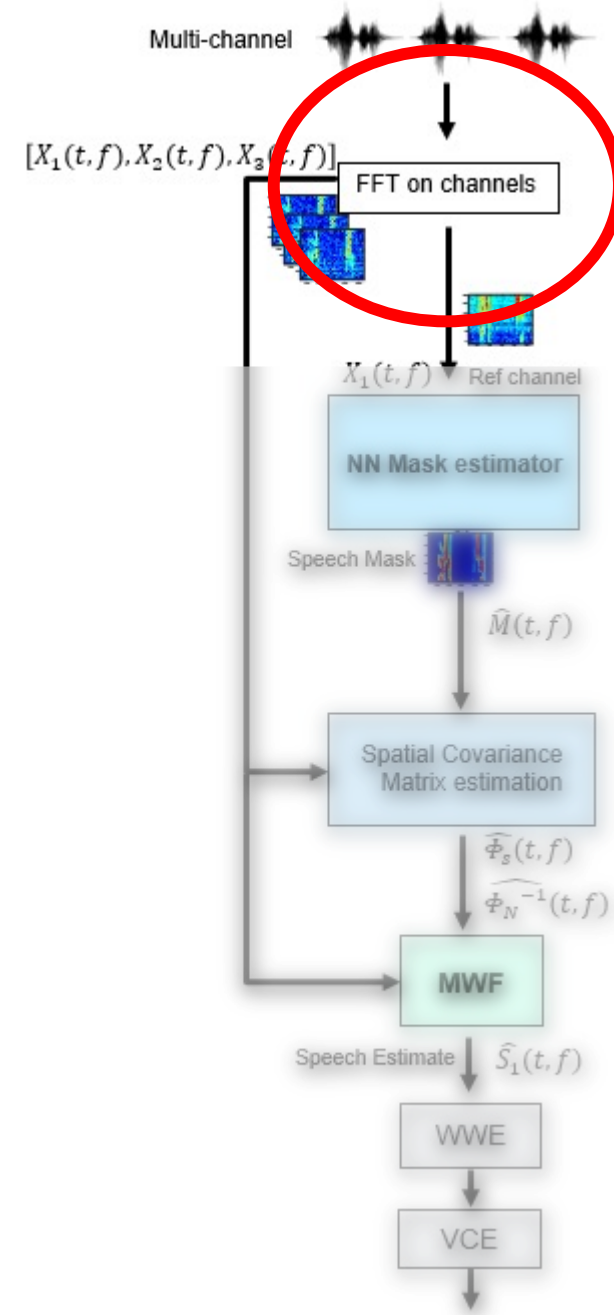 Multi-channel
[X₁(t,f),X₂(t,f),X₃(t,f)]
FFT on channels
X₁(t,f) Ref channel
NN Mask estimator
Speech Mask
M̂(t,f)
Spatial Covariance
Matrix estimation
Φ̂ₛ(t,f)
Φ̂_N⁻¹(t,f)
MWF
Speech Estimate Ŝ₁(t,f)
WWE
VCE